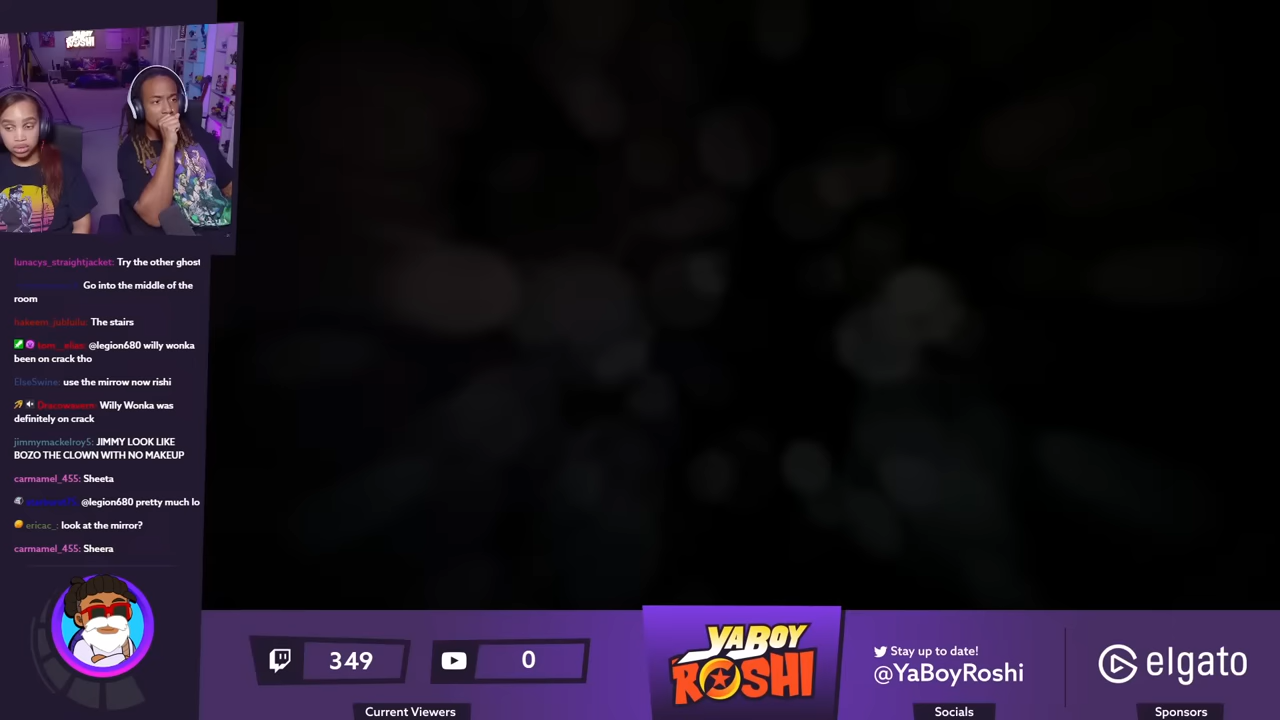 YABOY
ROSHI
lunacys_straightjacket: Try the other ghost
Go into the middle of the
room
hakeem_juhluilu: The stairs
@legion680 willy wonka
been on crack tho
ElseSwine: use the mirrow now rishi
Willy Wonka was
definitely on crack
jimmymackelroy5: JIMMY LOOK LIKE
BOZO THE CLOWN WITH NO MAKEUP
carmamel_455: Sheeta
@legion680 pretty much lo
ericac_: look at the mirror?
carmamel_455: Sheera
349
0
Current Viewers
YABOY
ROSHI
Stay up to date!
@YaBoyRoshi
Socials
elgato
Sponsors